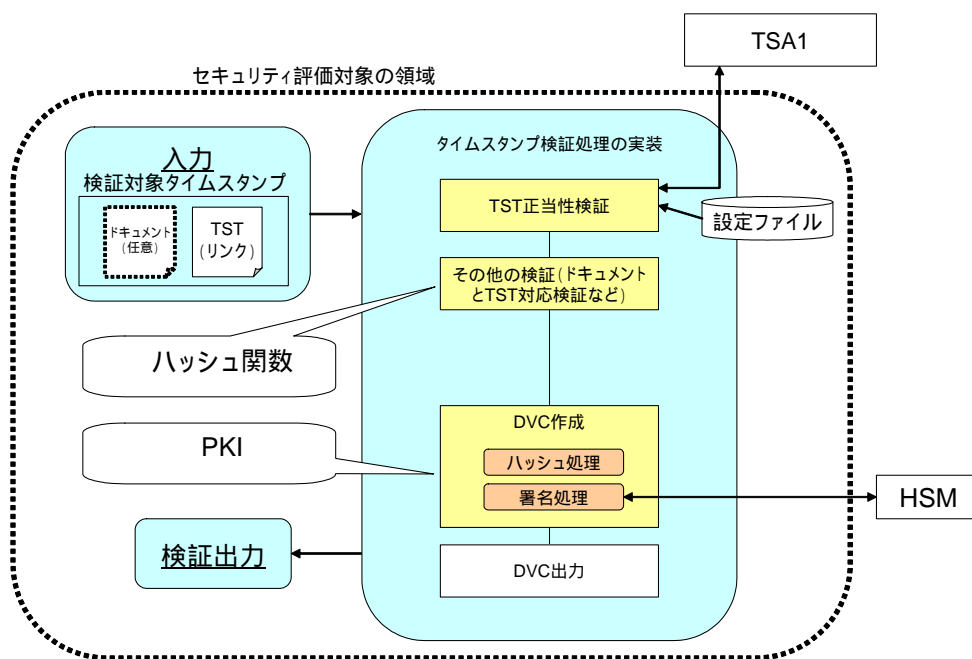 TSA1
セキュリティ評価対象の領域
タイムスタンプ検証処理の実装
入力
検証対象タイムスタンプ
ドキュメント
(任意)
TST
(リンク)
TST正当性検証
設定ファイル
その他の検証(ドキュメント
とTST対応検証など)
ハッシュ関数
DVC作成
PKI
ハッシュ処理
署名処理
HSM
検証出力
DVC出力